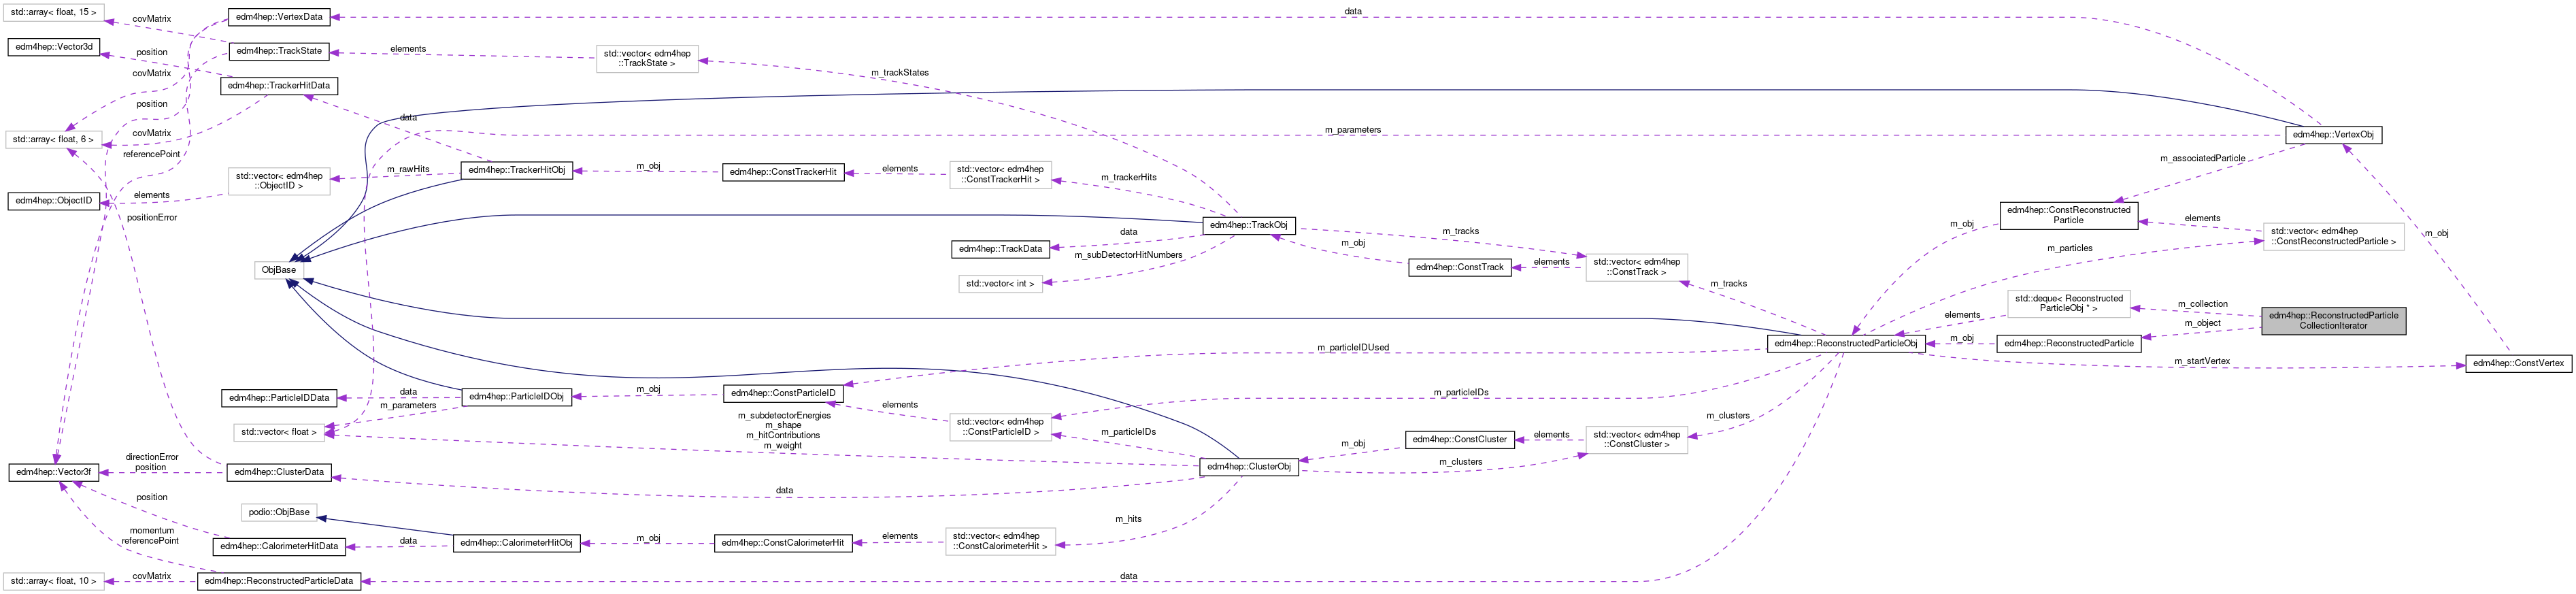 std::array< float, 15 >
edm4hep::Vector3d
std::array< float, 6 >
edm4hep::ObjectID
edm4hep::Vector3f
std::array< float, 10 >
covMatrix
position
covMatrix
position
covMatrix
referencePoint
elements
positionError
directionError
position
position
momentum
referencePoint
covMatrix
edm4hep::VertexData
edm4hep::TrackState
edm4hep::TrackerHitData
std::vector< edm4hep
::ObjectID >
ObjBase
edm4hep::ParticleIDData
std::vector< float >
edm4hep::ClusterData
podio::ObjBase
edm4hep::CalorimeterHitData
edm4hep::ReconstructedParticleData
elements
data
m_rawHits
data
m_parameters
data
edm4hep::TrackerHitObj
edm4hep::ParticleIDObj
edm4hep::CalorimeterHitObj
std::vector< edm4hep
::TrackState >
m_obj
m_obj
m_obj
edm4hep::ConstTrackerHit
edm4hep::ConstParticleID
m_subdetectorEnergies
m_shape
m_hitContributions
m_weight
data
edm4hep::ConstCalorimeterHit
m_trackStates
elements
elements
elements
std::vector< edm4hep
::ConstTrackerHit >
edm4hep::TrackData
std::vector< int >
std::vector< edm4hep
::ConstParticleID >
std::vector< edm4hep
::ConstCalorimeterHit >
m_trackerHits
data
m_subDetectorHitNumbers
m_particleIDs
m_hits
data
edm4hep::TrackObj
edm4hep::ClusterObj
data
m_parameters
m_obj
m_particleIDUsed
m_obj
edm4hep::ConstTrack
edm4hep::ConstCluster
m_tracks
m_particleIDs
m_clusters
elements
elements
std::vector< edm4hep
::ConstTrack >
std::vector< edm4hep
::ConstCluster >
m_tracks
m_clusters
edm4hep::ReconstructedParticleObj
m_obj
m_particles
elements
m_obj
edm4hep::ConstReconstructed
Particle
std::deque< Reconstructed
ParticleObj * >
edm4hep::ReconstructedParticle
m_associatedParticle
elements
m_collection
m_object
m_startVertex
edm4hep::VertexObj
std::vector< edm4hep
::ConstReconstructedParticle >
edm4hep::ReconstructedParticle
CollectionIterator
m_obj
edm4hep::ConstVertex